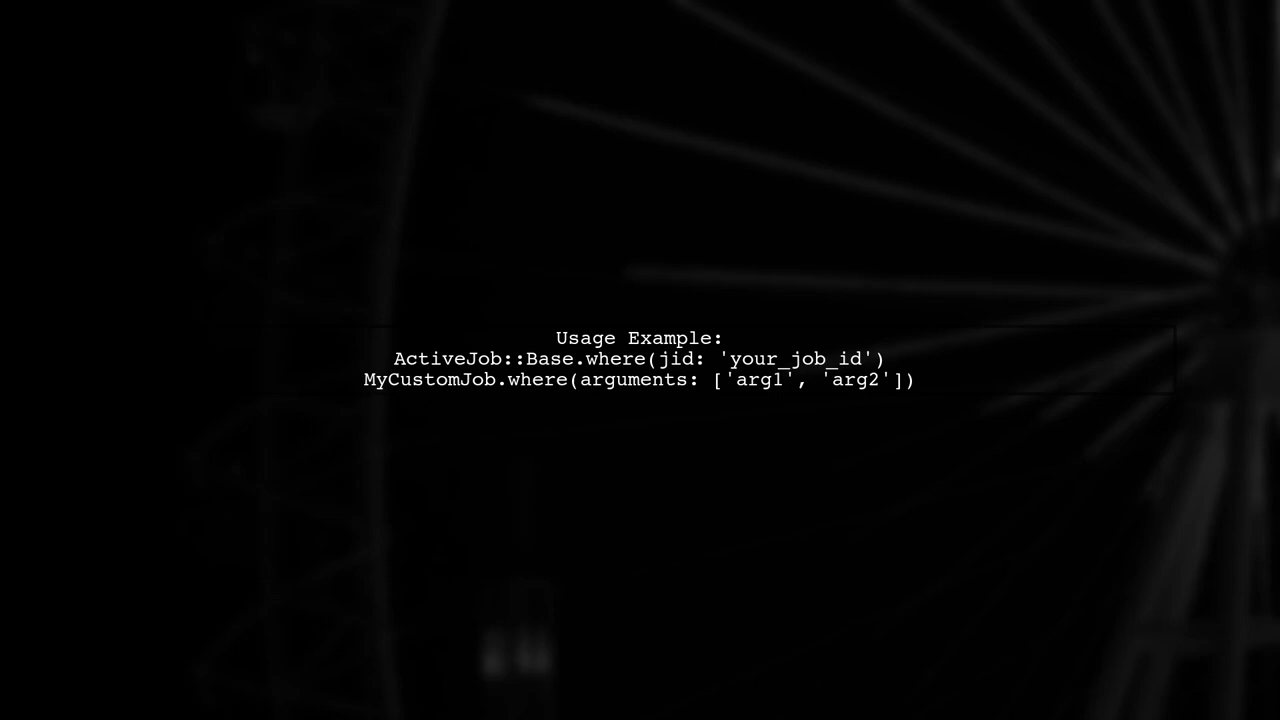 Usage Example:
ActiveJob::Base.where(jid: 'your_job_id')
MyCustomJob.where(arguments: ['arg1', 'arg2'])